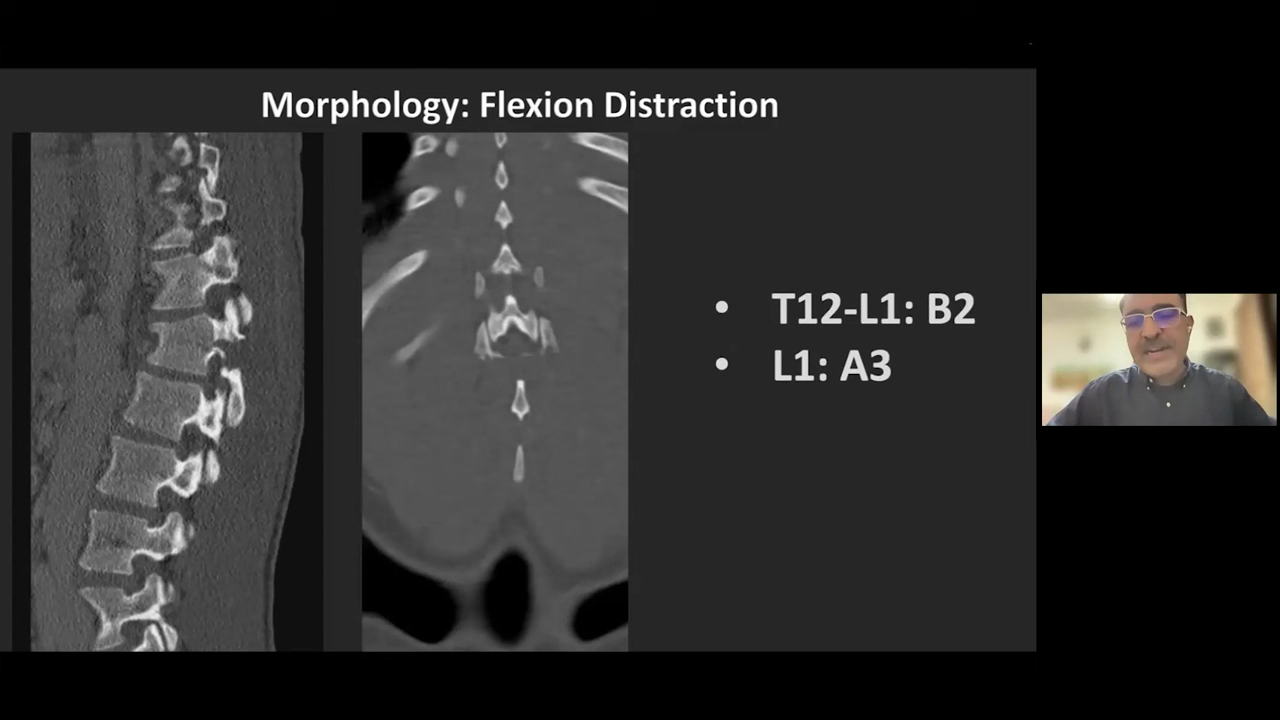 Morphology: Flexion Distraction
• T12-L1: B2
• L1: A3